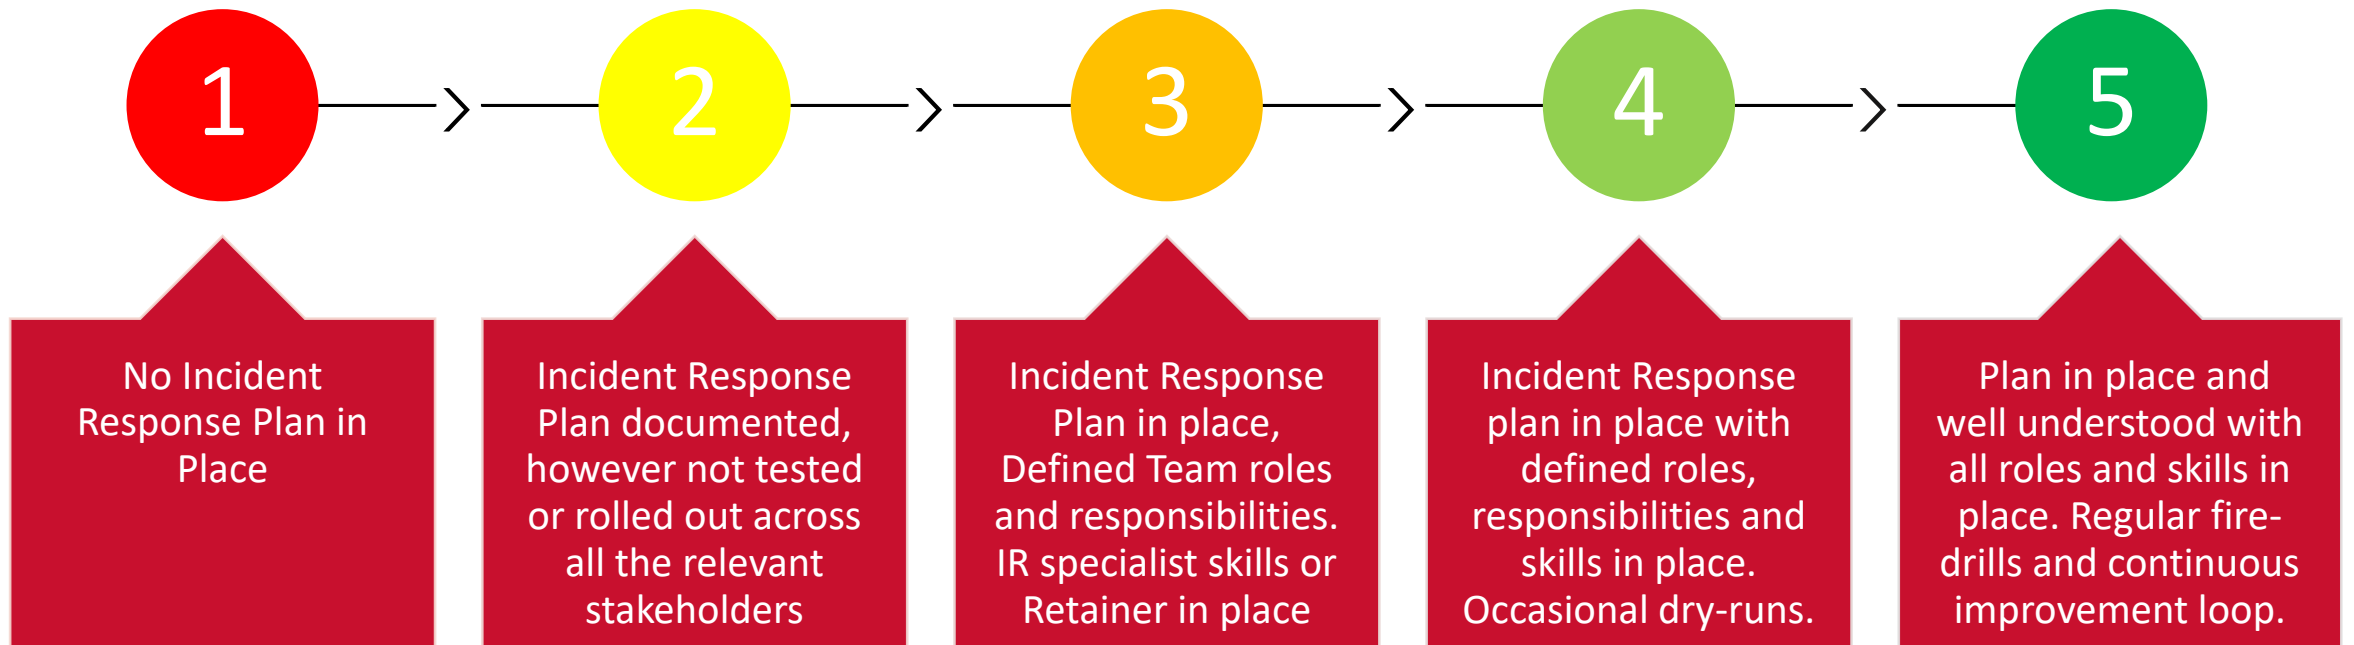 1
2
3
4
5
No Incident
Response Plan in
Place
Incident Response
Plan documented,
however not tested
or rolled out across
all the relevant
stakeholders
Incident Response
Plan in place,
Defined Team roles
and responsibilities.
IR specialist skills or
Retainer in place
Incident Response
plan in place with
defined roles,
responsibilities and
skills in place.
Occasional dry-runs.
Plan in place and
well understood with
all roles and skills in
place. Regular fire-
drills and continuous
improvement loop.